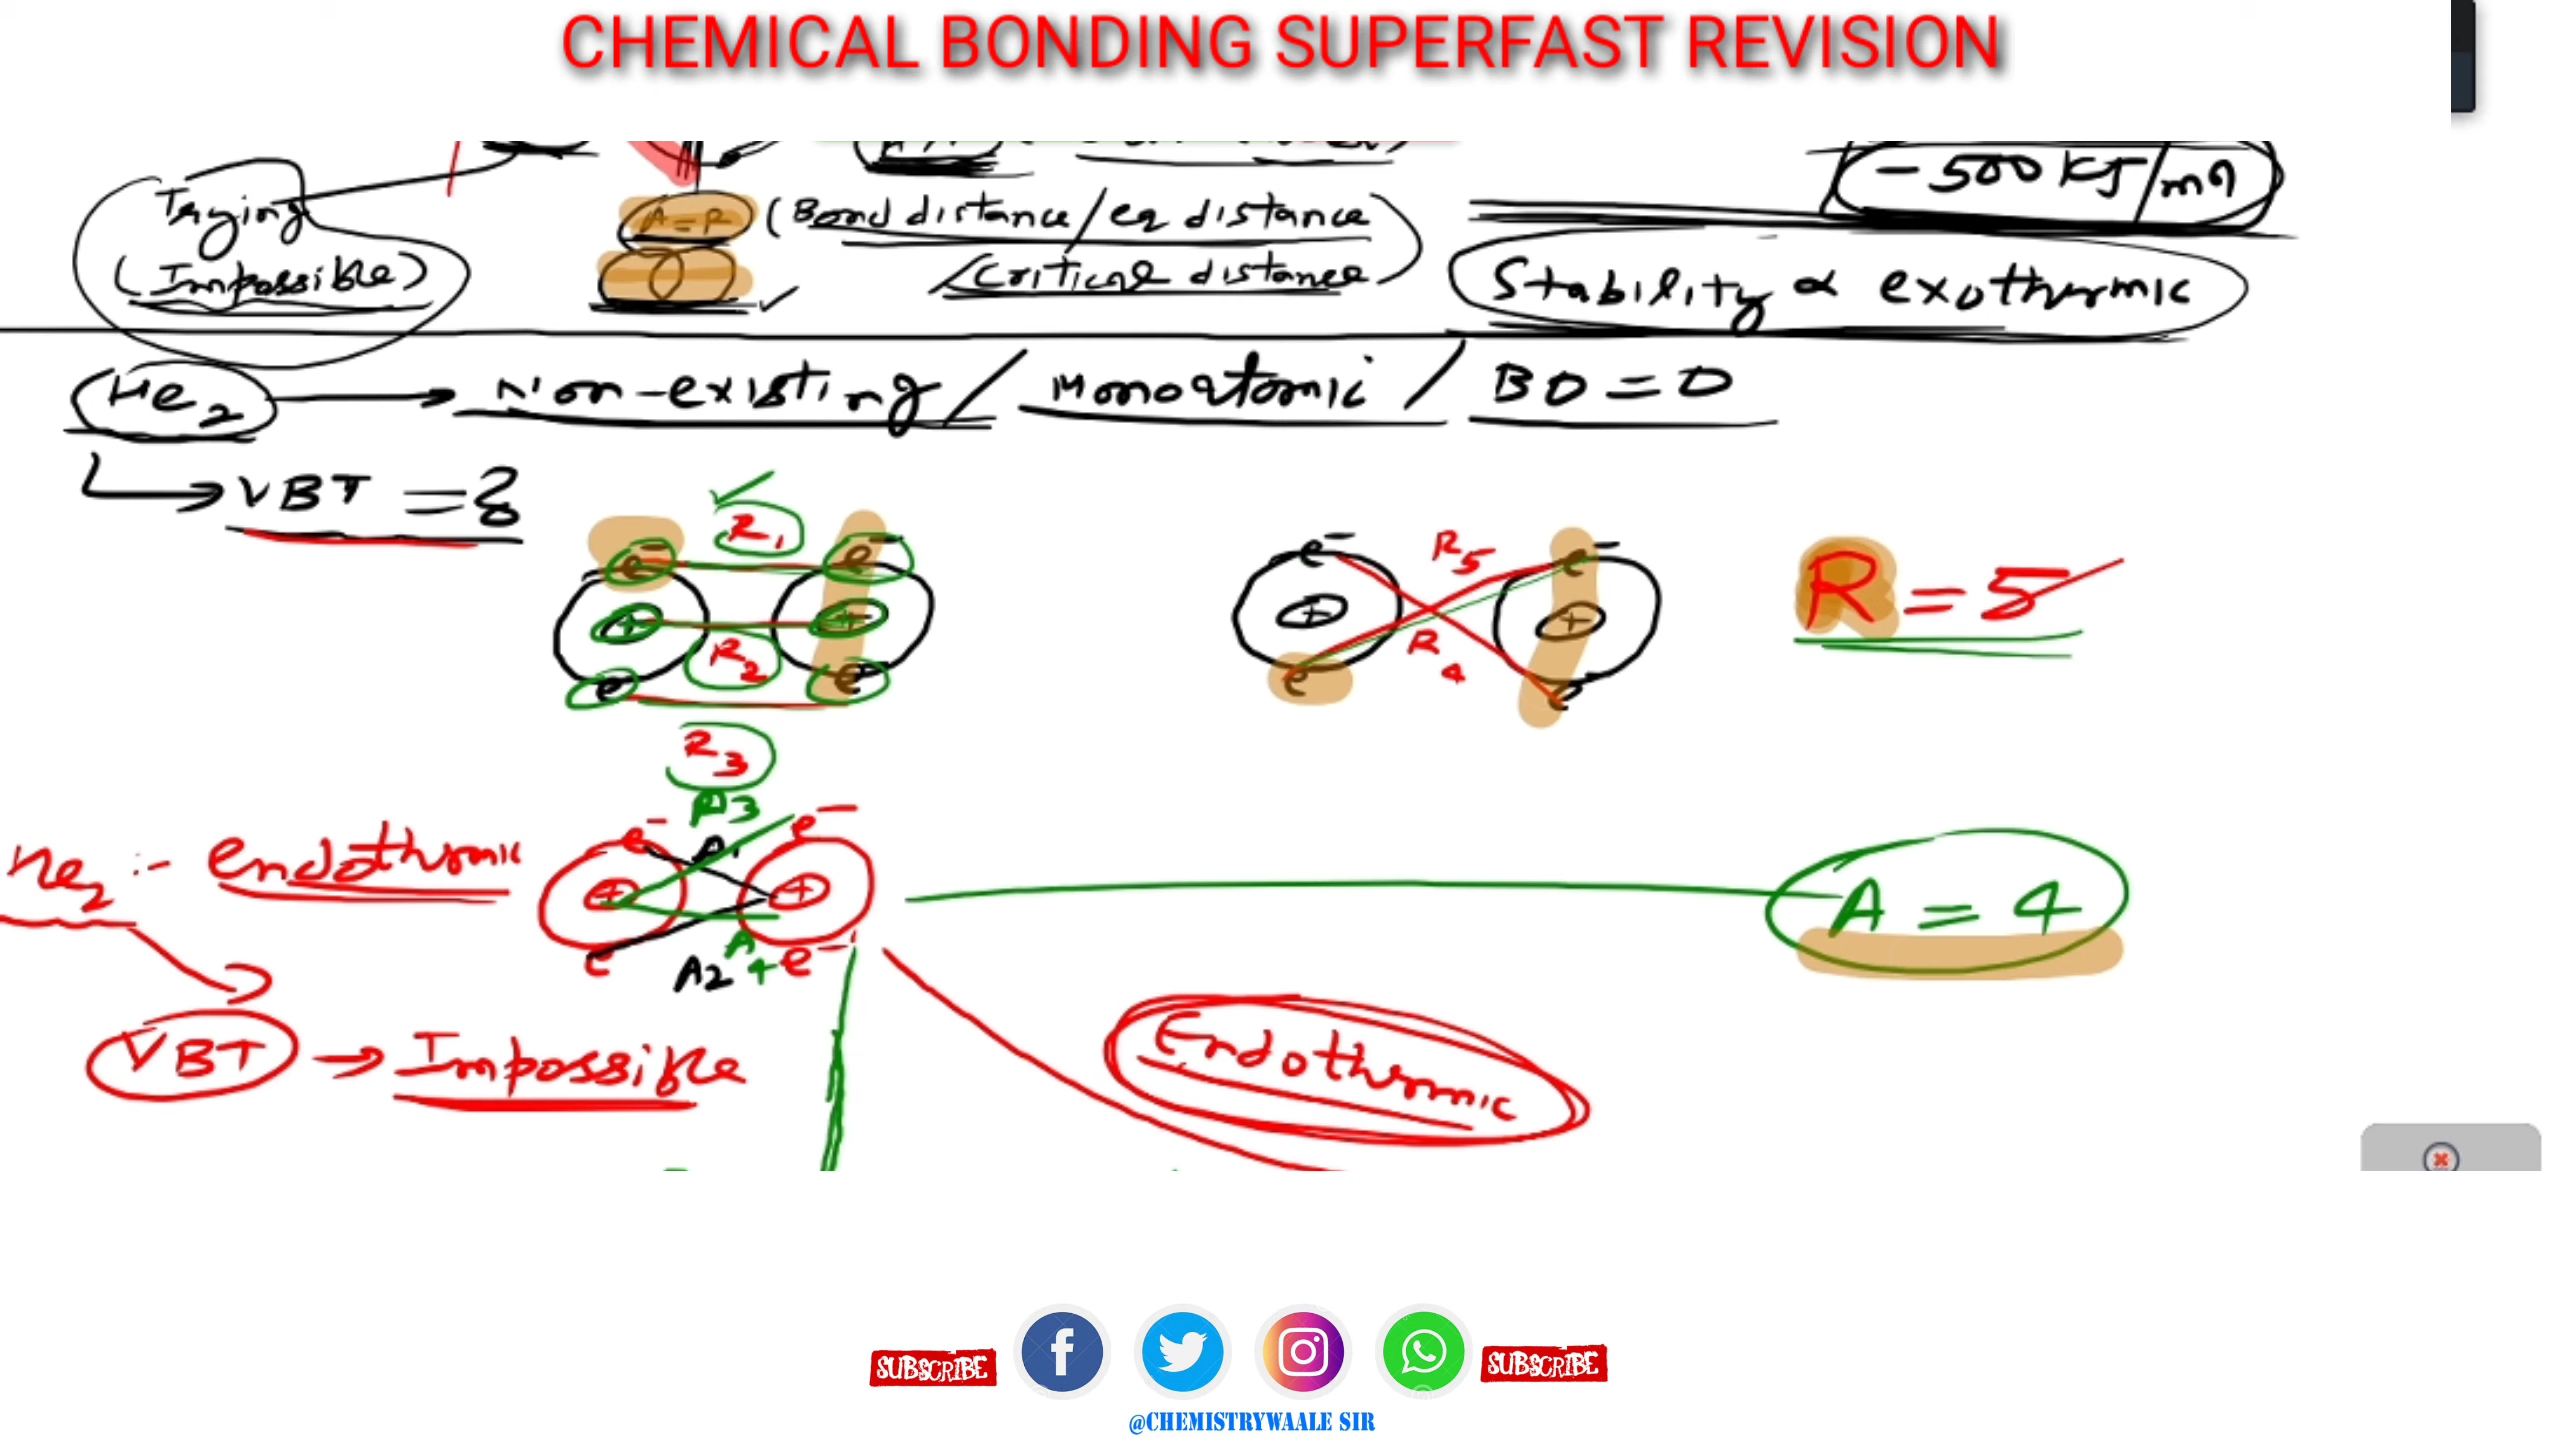 CHEMICAL BONDING SUPERFAST REVISION
-500 KJ/mol
Trying
(Impossible)
A=R (Bond distance/eq distance
/critical distance)
Stability ∝ exothermic
He2 → Non-existing/Monoatomic/BO=0
VBT =
e- R1 e-
+ +
R2
e e-
R3
e- R5 e-
+ +
R4
e e
R = 5
A3
e- A1 e-
+ +
A4
e A2 e-
He2 :- endothermic
A = 4
VBT → Impossible
Endothermic
SUBSCRIBE
f
SUBSCRIBE
@CHEMISTRYWAALE SIR